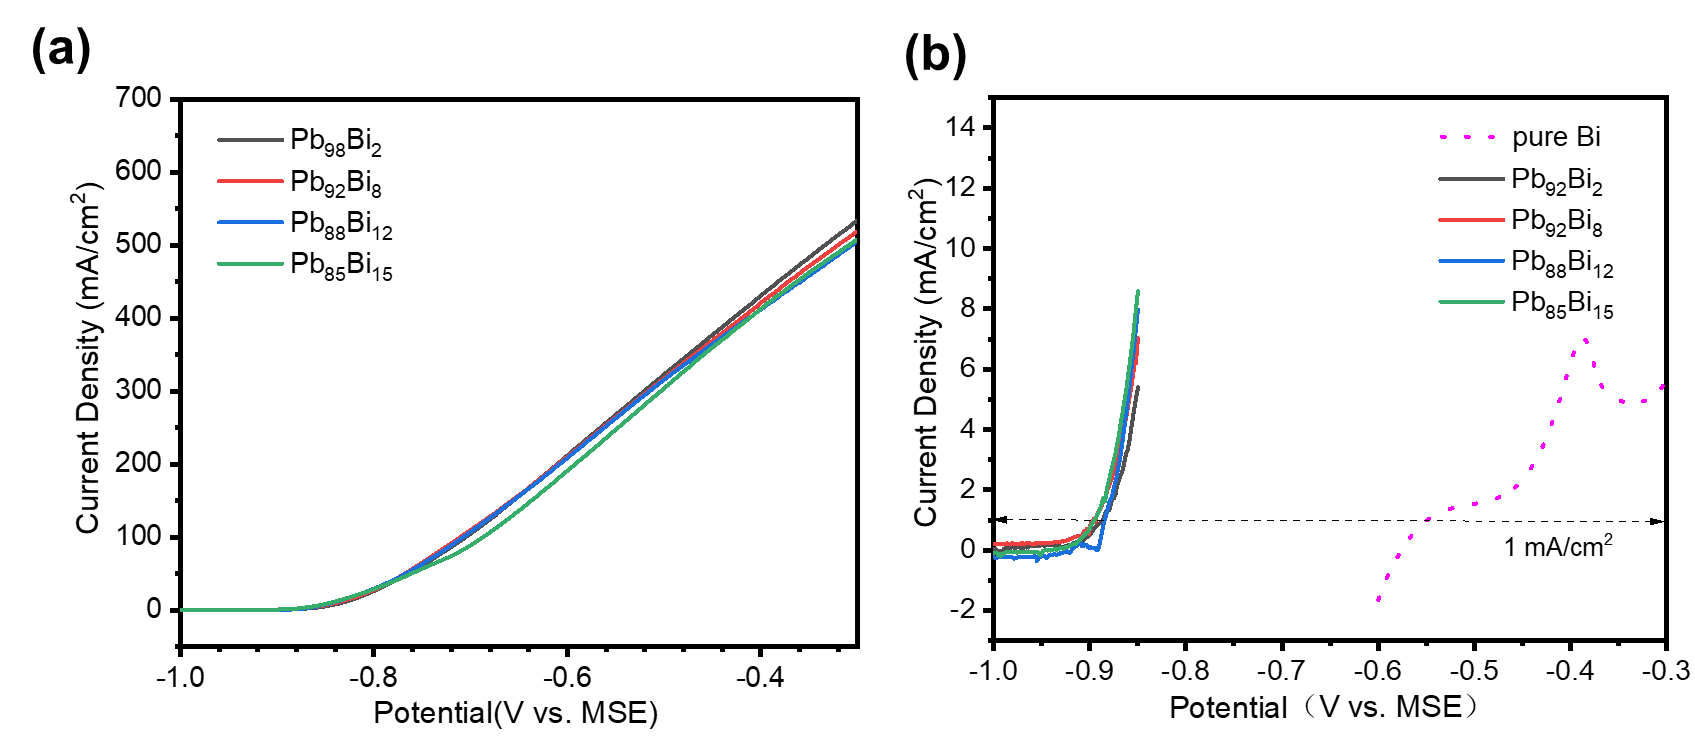 (a)
700
600
500
400
300
200
100
0
Current Density (mA/cm²)
Pb₉₈Bi₂
Pb₉₂Bi₈
Pb₈₈Bi₁₂
Pb₈₅Bi₁₅
-1.0 -0.8 -0.6 -0.4
Potential(V vs. MSE)
(b)
14
12
10
8
6
4
2
0
-2
Current Density (mA/cm²)
pure Bi
Pb₉₂Bi₂
Pb₉₂Bi₈
Pb₈₈Bi₁₂
Pb₈₅Bi₁₅
1 mA/cm²
-1.0 -0.9 -0.8 -0.7 -0.6 -0.5 -0.4 -0.3
Potential（V vs. MSE）